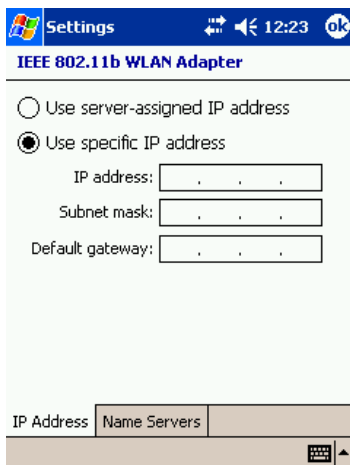 Settings 12:23 ok
IEEE 802.11b WLAN Adapter
Use server-assigned IP address
Use specific IP address
IP address: . . .
Subnet mask: . . .
Default gateway: . . .
IP Address Name Servers